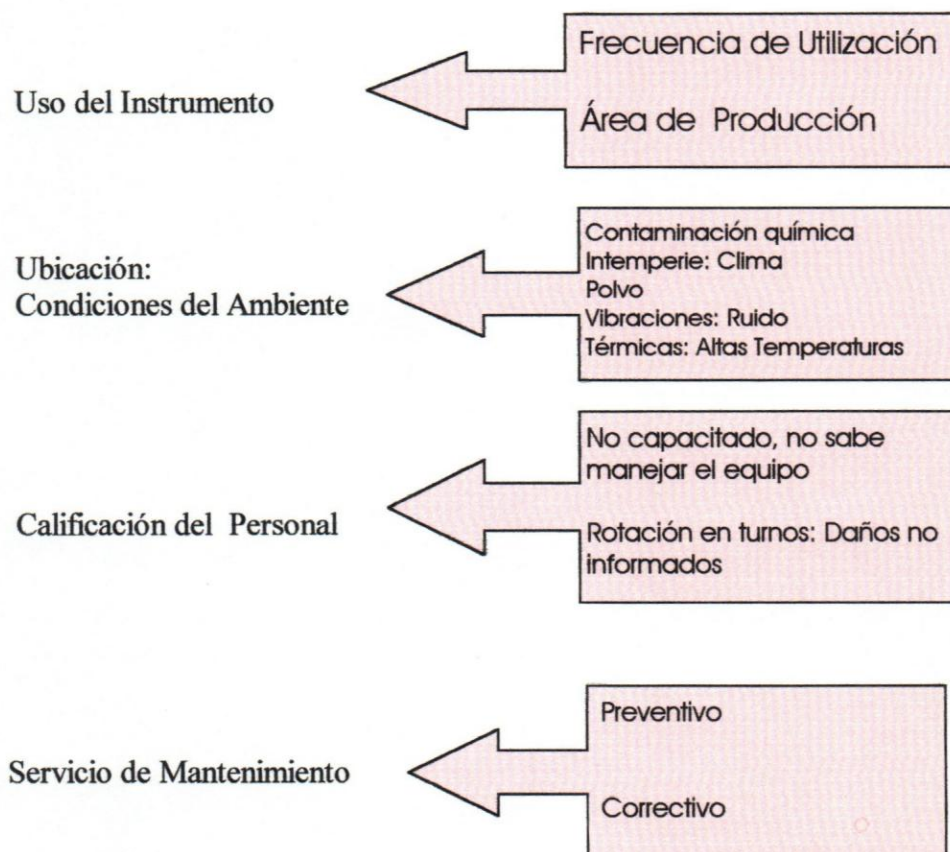 Uso del Instrumento
Frecuencia de Utilización
Área de Producción
Ubicación:
Condiciones del Ambiente
Contaminación química
Intemperie: Clima
Polvo
Vibraciones: Ruido
Térmicas: Altas Temperaturas
Calificación del Personal
No capacitado, no sabe
manejar el equipo
Rotación en turnos: Daños no
informados
Servicio de Mantenimiento
Preventivo
Correctivo